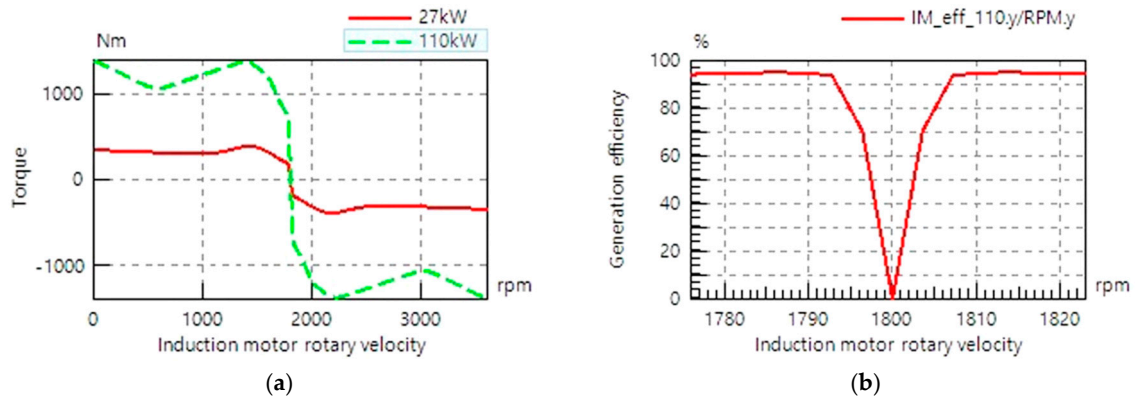 27kW
110kW
Nm
1000
0
-1000
Torque
rpm
0 1000 2000 3000
Induction motor rotary velocity
(a)
IM_eff_110.y/RPM.y
%
100
80
60
40
20
0
Generation efficiency
rpm
1780 1790 1800 1810 1820
Induction motor rotary velocity
(b)